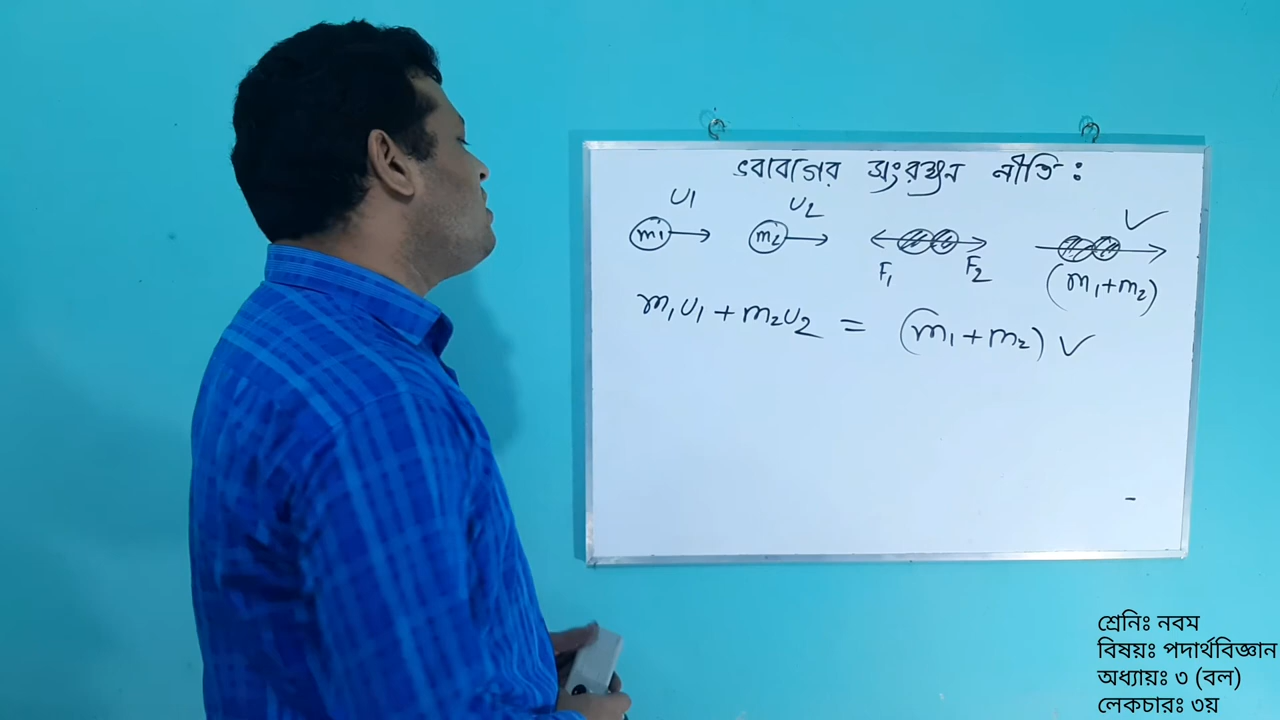 ভরবেগের সংরক্ষন নীতি :
U1 U2 V
m1 m2 F1 F2 (m1+m2)
m1U1 + m2U2 = (m1+m2) V
শ্রেনিঃ নবম
বিষয়ঃ পদার্থবিজ্ঞান
অধ্যায়ঃ ৩ (বল)
লেকচারঃ ৩য়